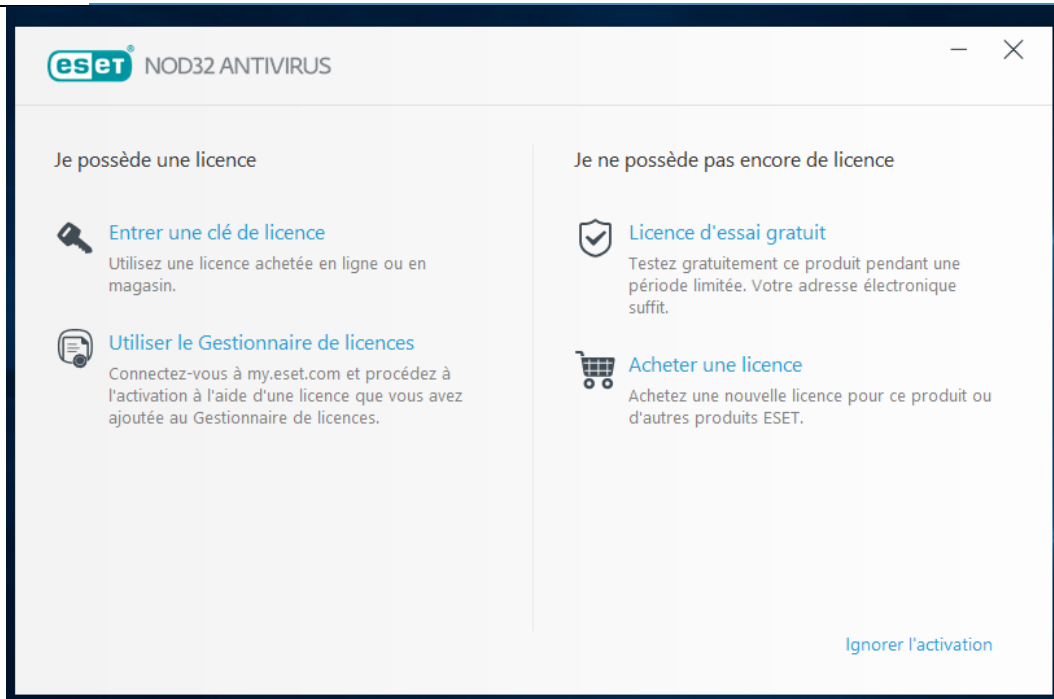 eset® NOD32 ANTIVIRUS
Je possède une licence
Entrer une clé de licence
Utilisez une licence achetée en ligne ou en
magasin.
Utiliser le Gestionnaire de licences
Connectez-vous à my.eset.com et procédez à
l'activation à l'aide d'une licence que vous avez
ajoutée au Gestionnaire de licences.
Je ne possède pas encore de licence
Licence d'essai gratuit
Testez gratuitement ce produit pendant une
période limitée. Votre adresse électronique
suffit.
Acheter une licence
Achetez une nouvelle licence pour ce produit ou
d'autres produits ESET.
Ignorer l'activation